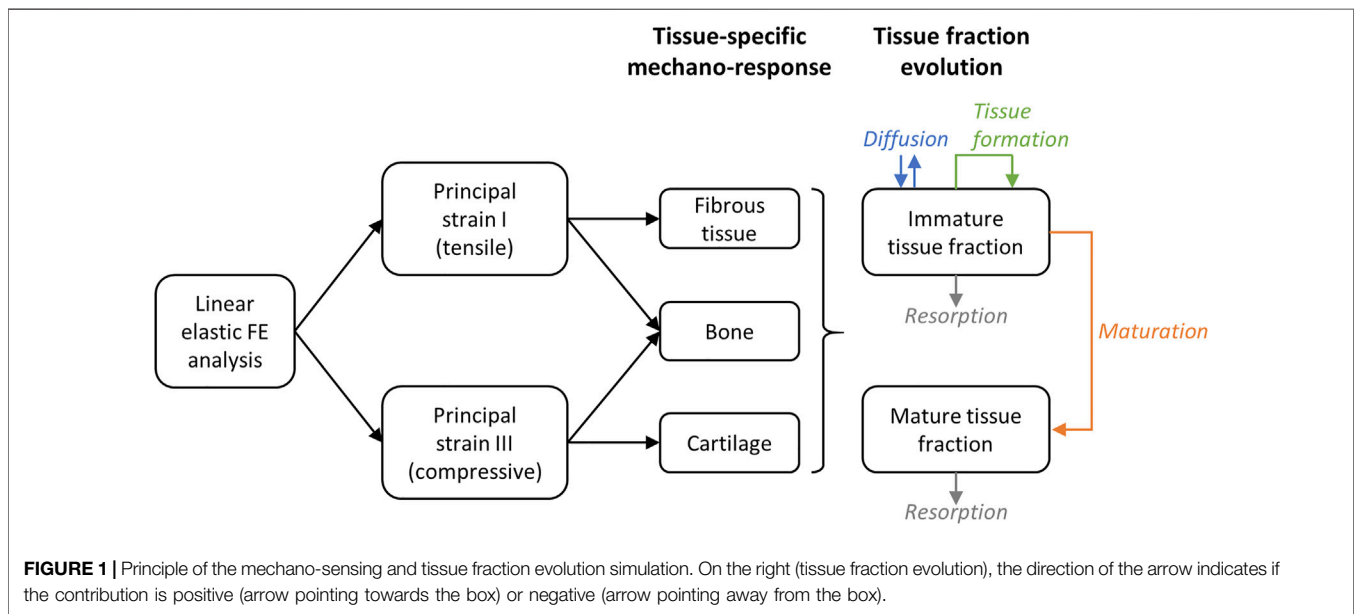 Tissue-specific
mechano-response
Tissue fraction
evolution
Tissue
formation
Diffusion
Principal
strain I
(tensile)
Fibrous
tissue
Immature
tissue fraction
Linear
elastic FE
analysis
Bone
Resorption
Maturation
Principal
strain III
(compressive)
Cartilage
Mature tissue
fraction
Resorption
FIGURE 1 | Principle of the mechano-sensing and tissue fraction evolution simulation. On the right (tissue fraction evolution), the direction of the arrow indicates if
the contribution is positive (arrow pointing towards the box) or negative (arrow pointing away from the box).